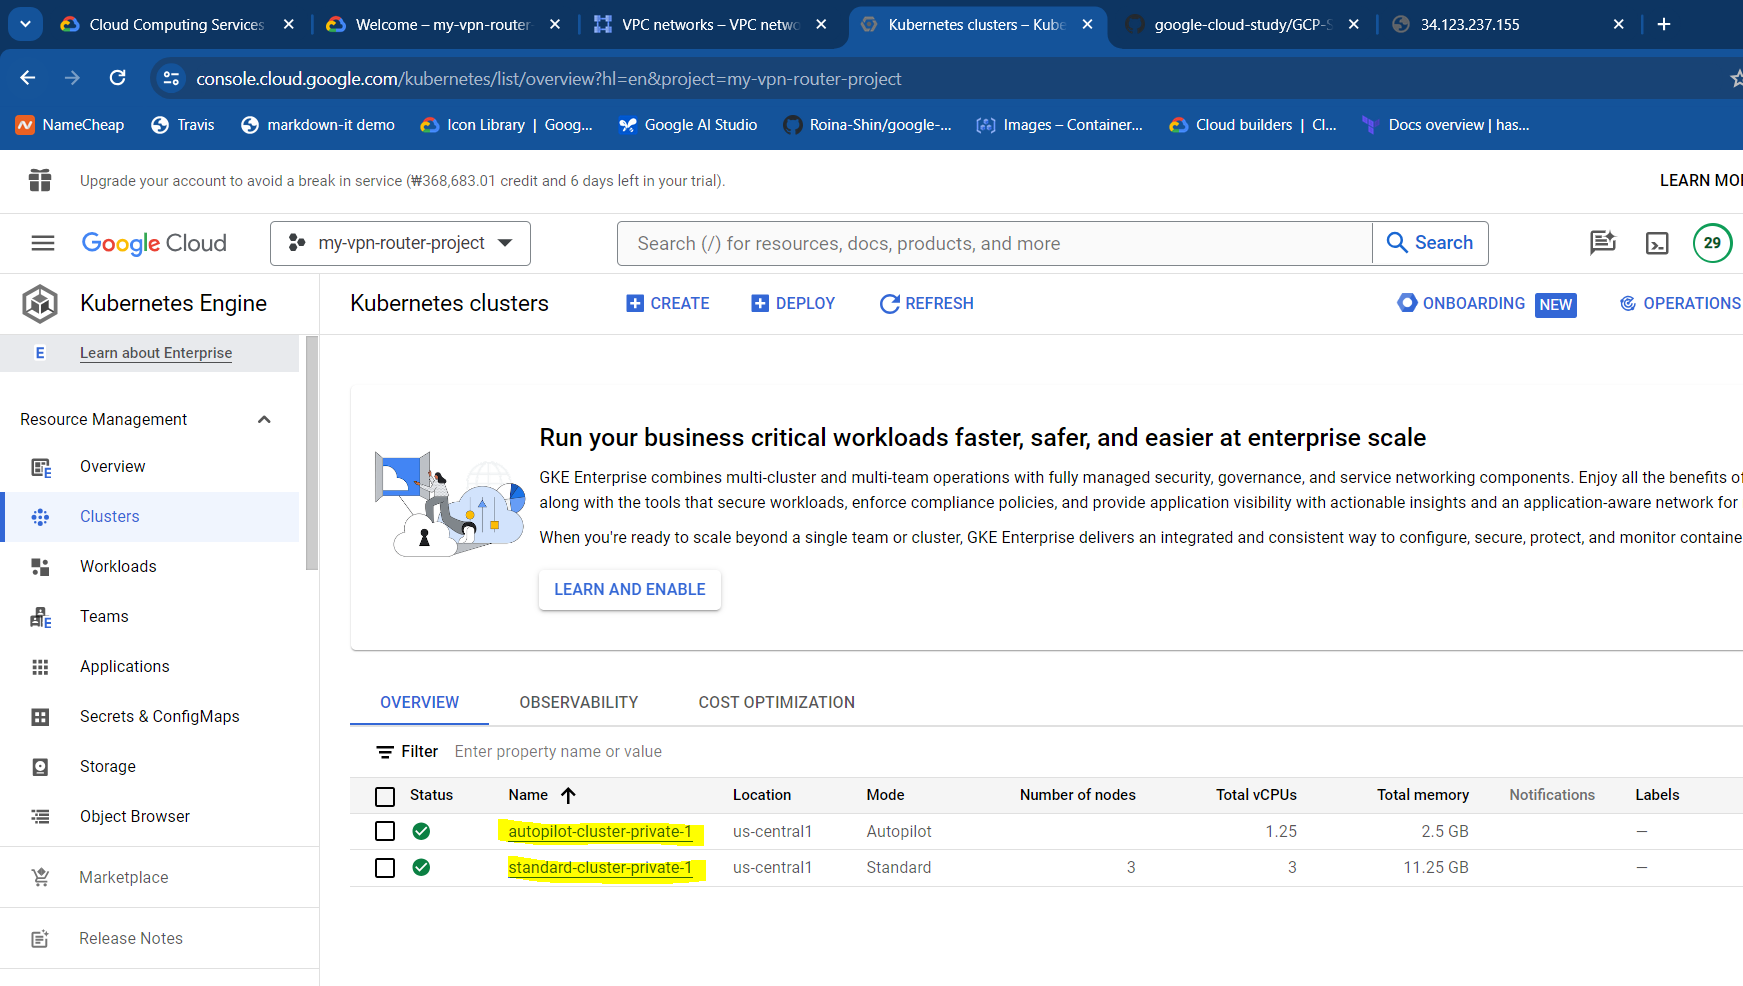 Cloud Computing Services
Welcome – my-vpn-router-
VPC networks – VPC netwo
Kubernetes clusters – Kube
google-cloud-study/GCP-S
34.123.237.155
console.cloud.google.com/kubernetes/list/overview?hl=en&project=my-vpn-router-project
NameCheap
Travis
markdown-it demo
Icon Library | Goog...
Google AI Studio
Roina-Shin/google-...
Images – Container...
Cloud builders | Cl...
Docs overview | has...
Upgrade your account to avoid a break in service (₩368,683.01 credit and 6 days left in your trial).
LEARN MO
Google Cloud
my-vpn-router-project
Search (/) for resources, docs, products, and more
Search
29
Kubernetes Engine
Kubernetes clusters
CREATE
DEPLOY
REFRESH
ONBOARDING NEW
OPERATIONS
E Learn about Enterprise
Resource Management
Overview
Clusters
Workloads
Teams
Applications
Secrets & ConfigMaps
Storage
Object Browser
Marketplace
Release Notes
Run your business critical workloads faster, safer, and easier at enterprise scale
GKE Enterprise combines multi-cluster and multi-team operations with fully managed security, governance, and service networking components. Enjoy all the benefits of
along with the tools that secure workloads, enforce compliance policies, and provide application visibility with actionable insights and an application-aware network for
When you're ready to scale beyond a single team or cluster, GKE Enterprise delivers an integrated and consistent way to configure, secure, protect, and monitor containe
LEARN AND ENABLE
OVERVIEW
OBSERVABILITY
COST OPTIMIZATION
Filter Enter property name or value
Status Name Location Mode Number of nodes Total vCPUs Total memory Notifications Labels
autopilot-cluster-private-1 us-central1 Autopilot 1.25 2.5 GB —
standard-cluster-private-1 us-central1 Standard 3 3 11.25 GB —